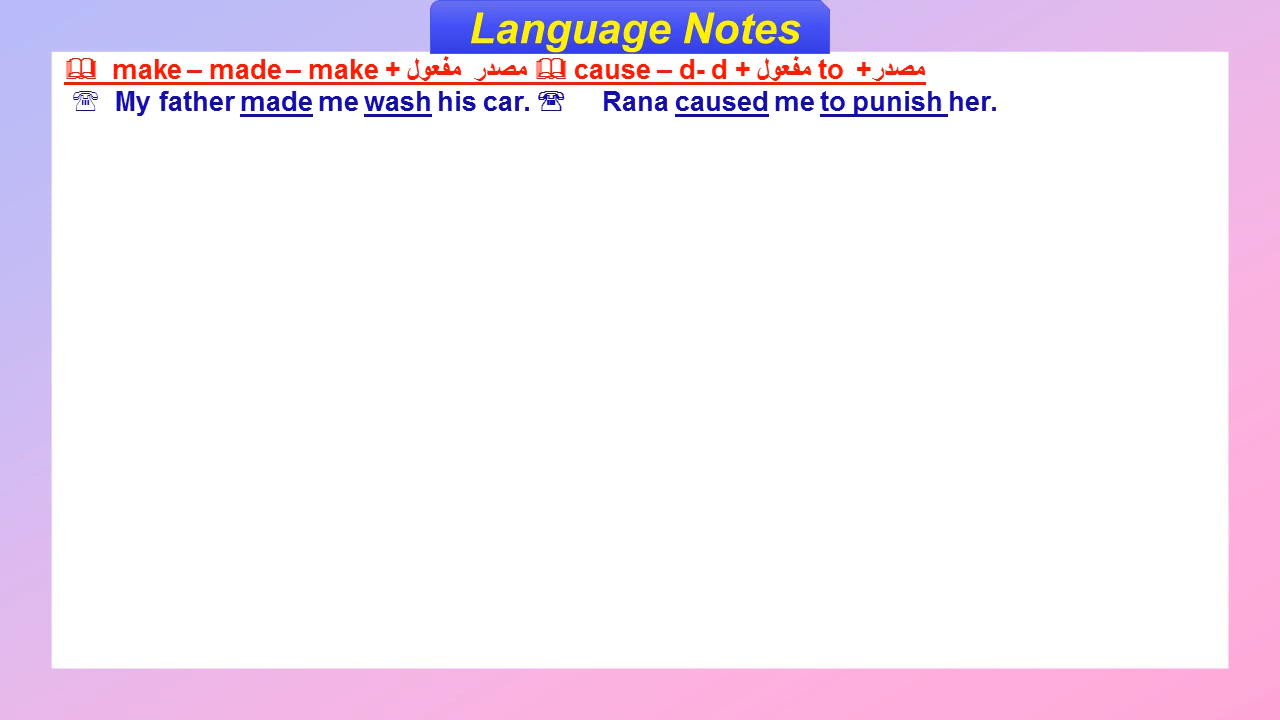 Language Notes
🕮 make – made – make + مفعول مصدر 🕮 cause – d- d + مفعول to +مصدر
☏ My father made me wash his car. 🕿 Rana caused me to punish her.